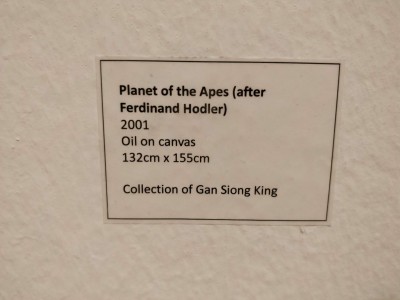 Planet of the Apes (after
Ferdinand Hodler)
2001
Oil on canvas
132cm x 155cm
Collection of Gan Siong King